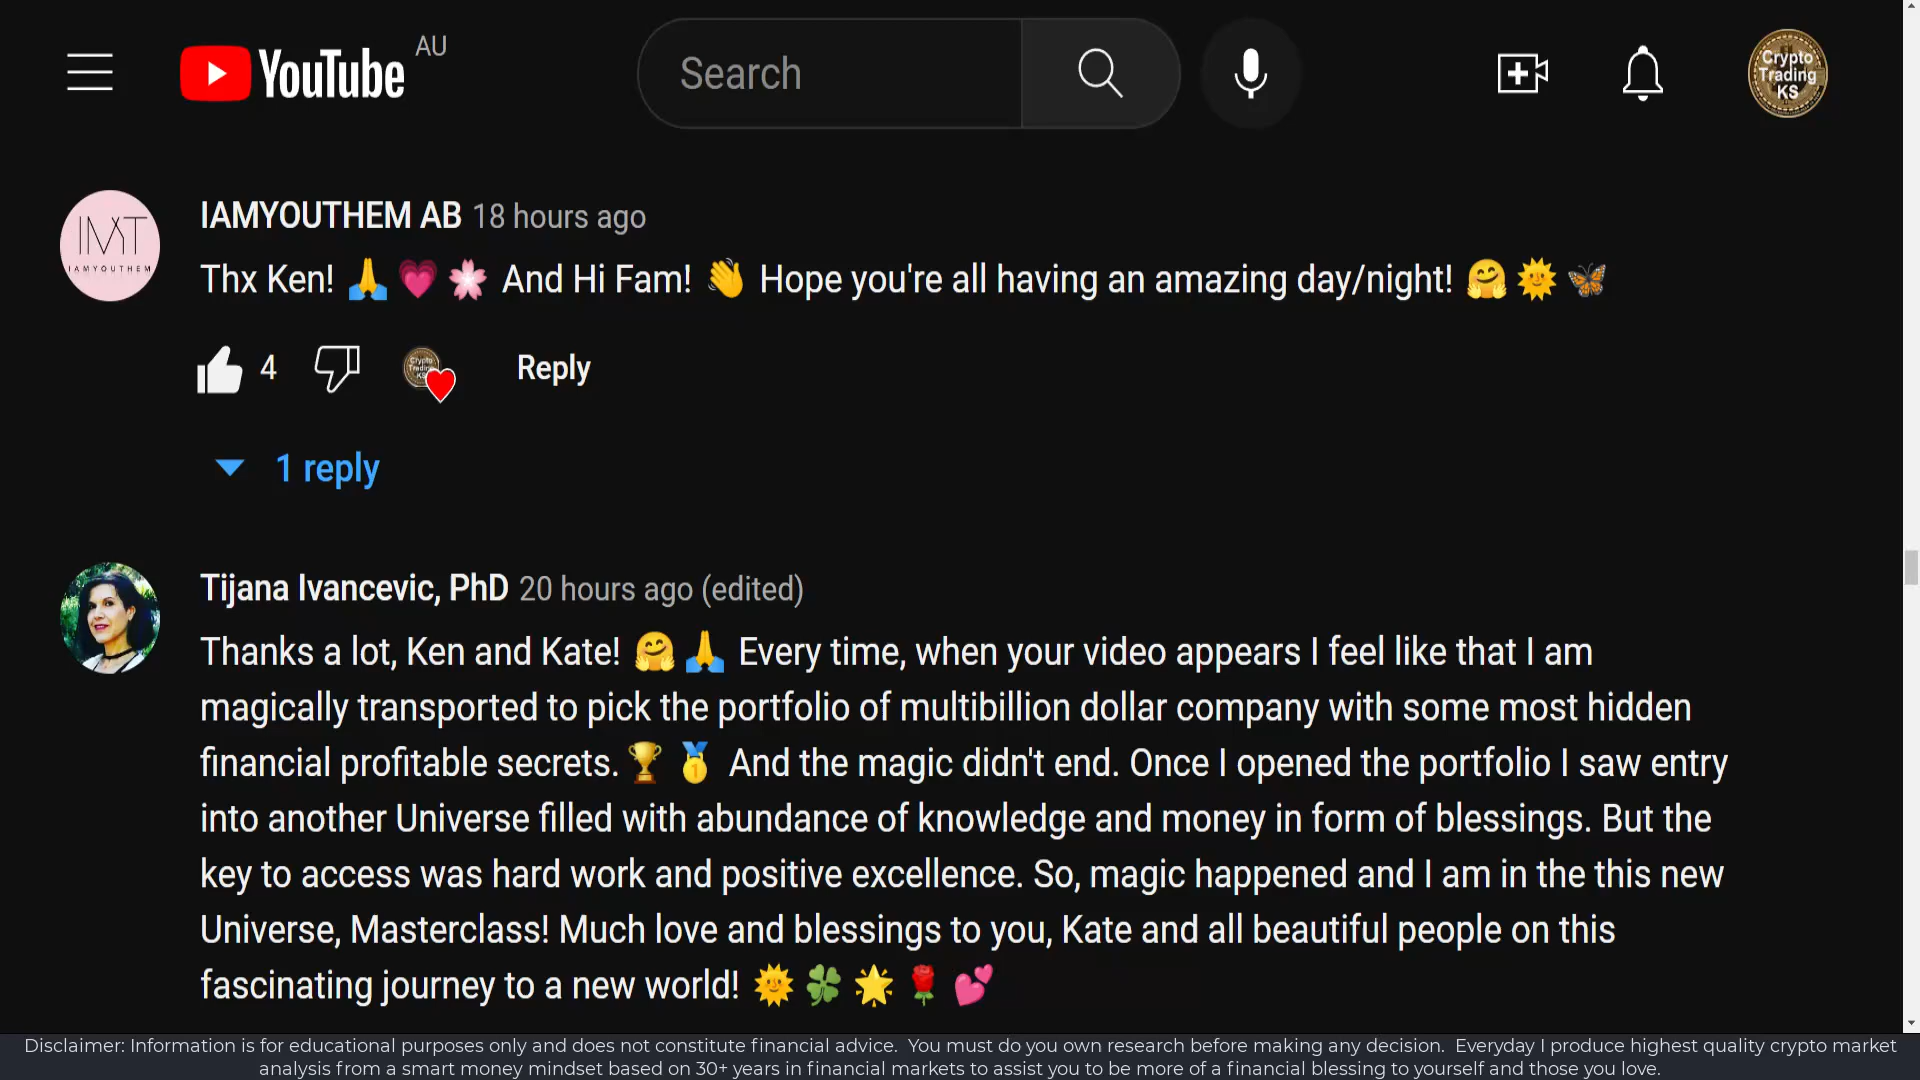 YouTube AU
Search
Crypto
Trading
KS
IMYT
IAMYOUTHEM
IAMYOUTHEM AB 18 hours ago
Thx Ken! 🙏 💗 🌸 And Hi Fam! 👋 Hope you're all having an amazing day/night! 🤗 🌞 🦋
4
Reply
1 reply
Tijana Ivancevic, PhD 20 hours ago (edited)
Thanks a lot, Ken and Kate! 🤗 🙏 Every time, when your video appears I feel like that I am
magically transported to pick the portfolio of multibillion dollar company with some most hidden
financial profitable secrets. 🏆 🥇 And the magic didn't end. Once I opened the portfolio I saw entry
into another Universe filled with abundance of knowledge and money in form of blessings. But the
key to access was hard work and positive excellence. So, magic happened and I am in the this new
Universe, Masterclass! Much love and blessings to you, Kate and all beautiful people on this
fascinating journey to a new world! 🌞 🍀 🌟 🌹 💕
Disclaimer: Information is for educational purposes only and does not constitute financial advice. You must do you own research before making any decision. Everyday I produce highest quality crypto market
analysis from a smart money mindset based on 30+ years in financial markets to assist you to be more of a financial blessing to yourself and those you love.